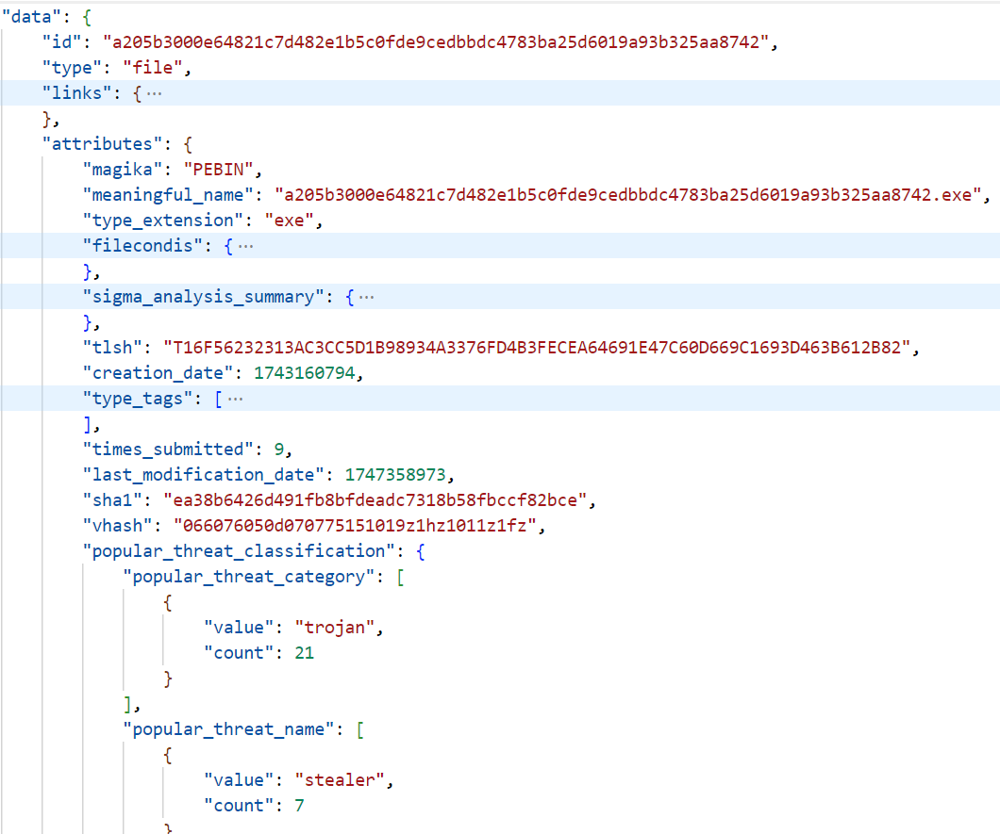 "data": {
"id": "a205b3000e64821c7d482e1b5c0fde9cedbbdc4783ba25d6019a93b325aa8742",
"type": "file",
"links": { ···
},
"attributes": {
"magika": "PEBIN",
"meaningful_name": "a205b3000e64821c7d482e1b5c0fde9cedbbdc4783ba25d6019a93b325aa8742.exe",
"type_extension": "exe",
"filecondis": { ···
},
"sigma_analysis_summary": { ···
},
"tlsh": "T16F56232313AC3CC5D1B98934A3376FD4B3FECEA64691E47C60D669C1693D463B612B82",
"creation_date": 1743160794,
"type_tags": [ ···
],
"times_submitted": 9,
"last_modification_date": 1747358973,
"sha1": "ea38b6426d491fb8bfdeadc7318b58fbccf82bce",
"vhash": "066076050d070775151019z1hz1011z1fz",
"popular_threat_classification": {
"popular_threat_category": [
{
"value": "trojan",
"count": 21
}
],
"popular_threat_name": [
{
"value": "stealer",
"count": 7
}